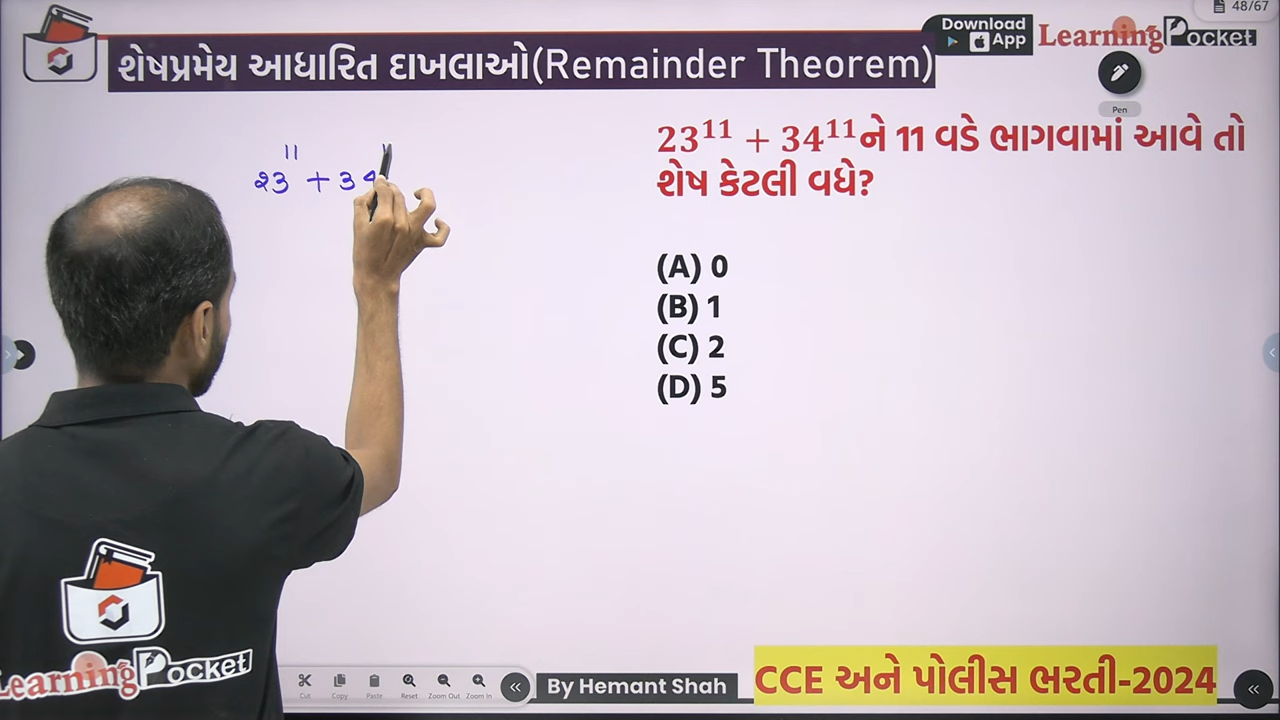 48/67
Download App
Learning Pocket
શેષપ્રમેય આધારિત દાખલાઓ(Remainder Theorem)
Pen
23¹¹ + 34¹¹ને 11 વડે ભાગવામાં આવે તો
શેષ કેટલી વધે?
23¹¹ + 34
(A) 0
(B) 1
(C) 2
(D) 5
Learning Pocket
Cut Copy Paste Reset Zoom Out Zoom In
By Hemant Shah
CCE અને પોલીસ ભરતી-2024